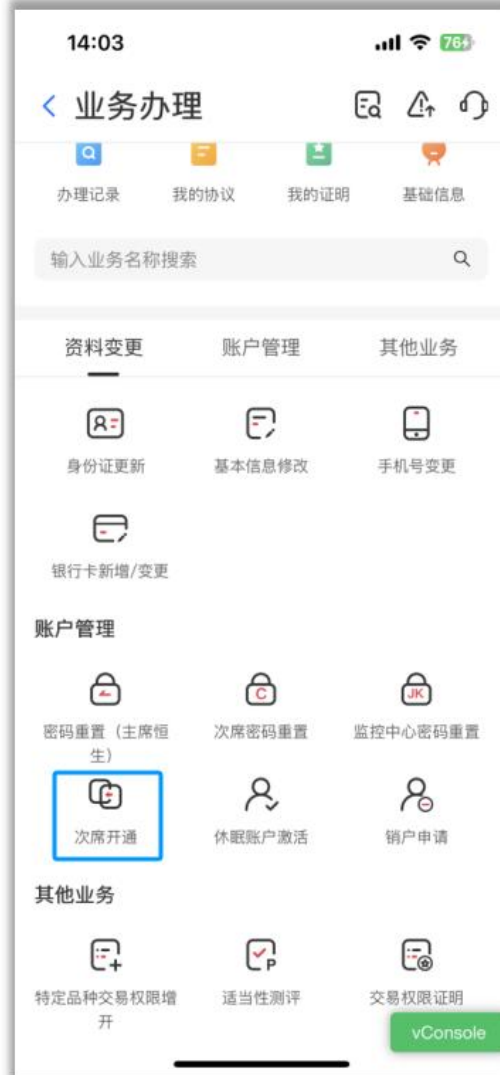 14:03
76
业务办理
办理记录 我的协议 我的证明 基础信息
输入业务名称搜索
资料变更 账户管理 其他业务
身份证更新 基本信息修改 手机号变更
银行卡新增/变更
账户管理
C JK
密码重置（主席恒 次席密码重置 监控中心密码重置
生）
次席开通 休眠账户激活 销户申请
其他业务
P
特定品种交易权限增 适当性测评 交易权限证明
开
vConsole